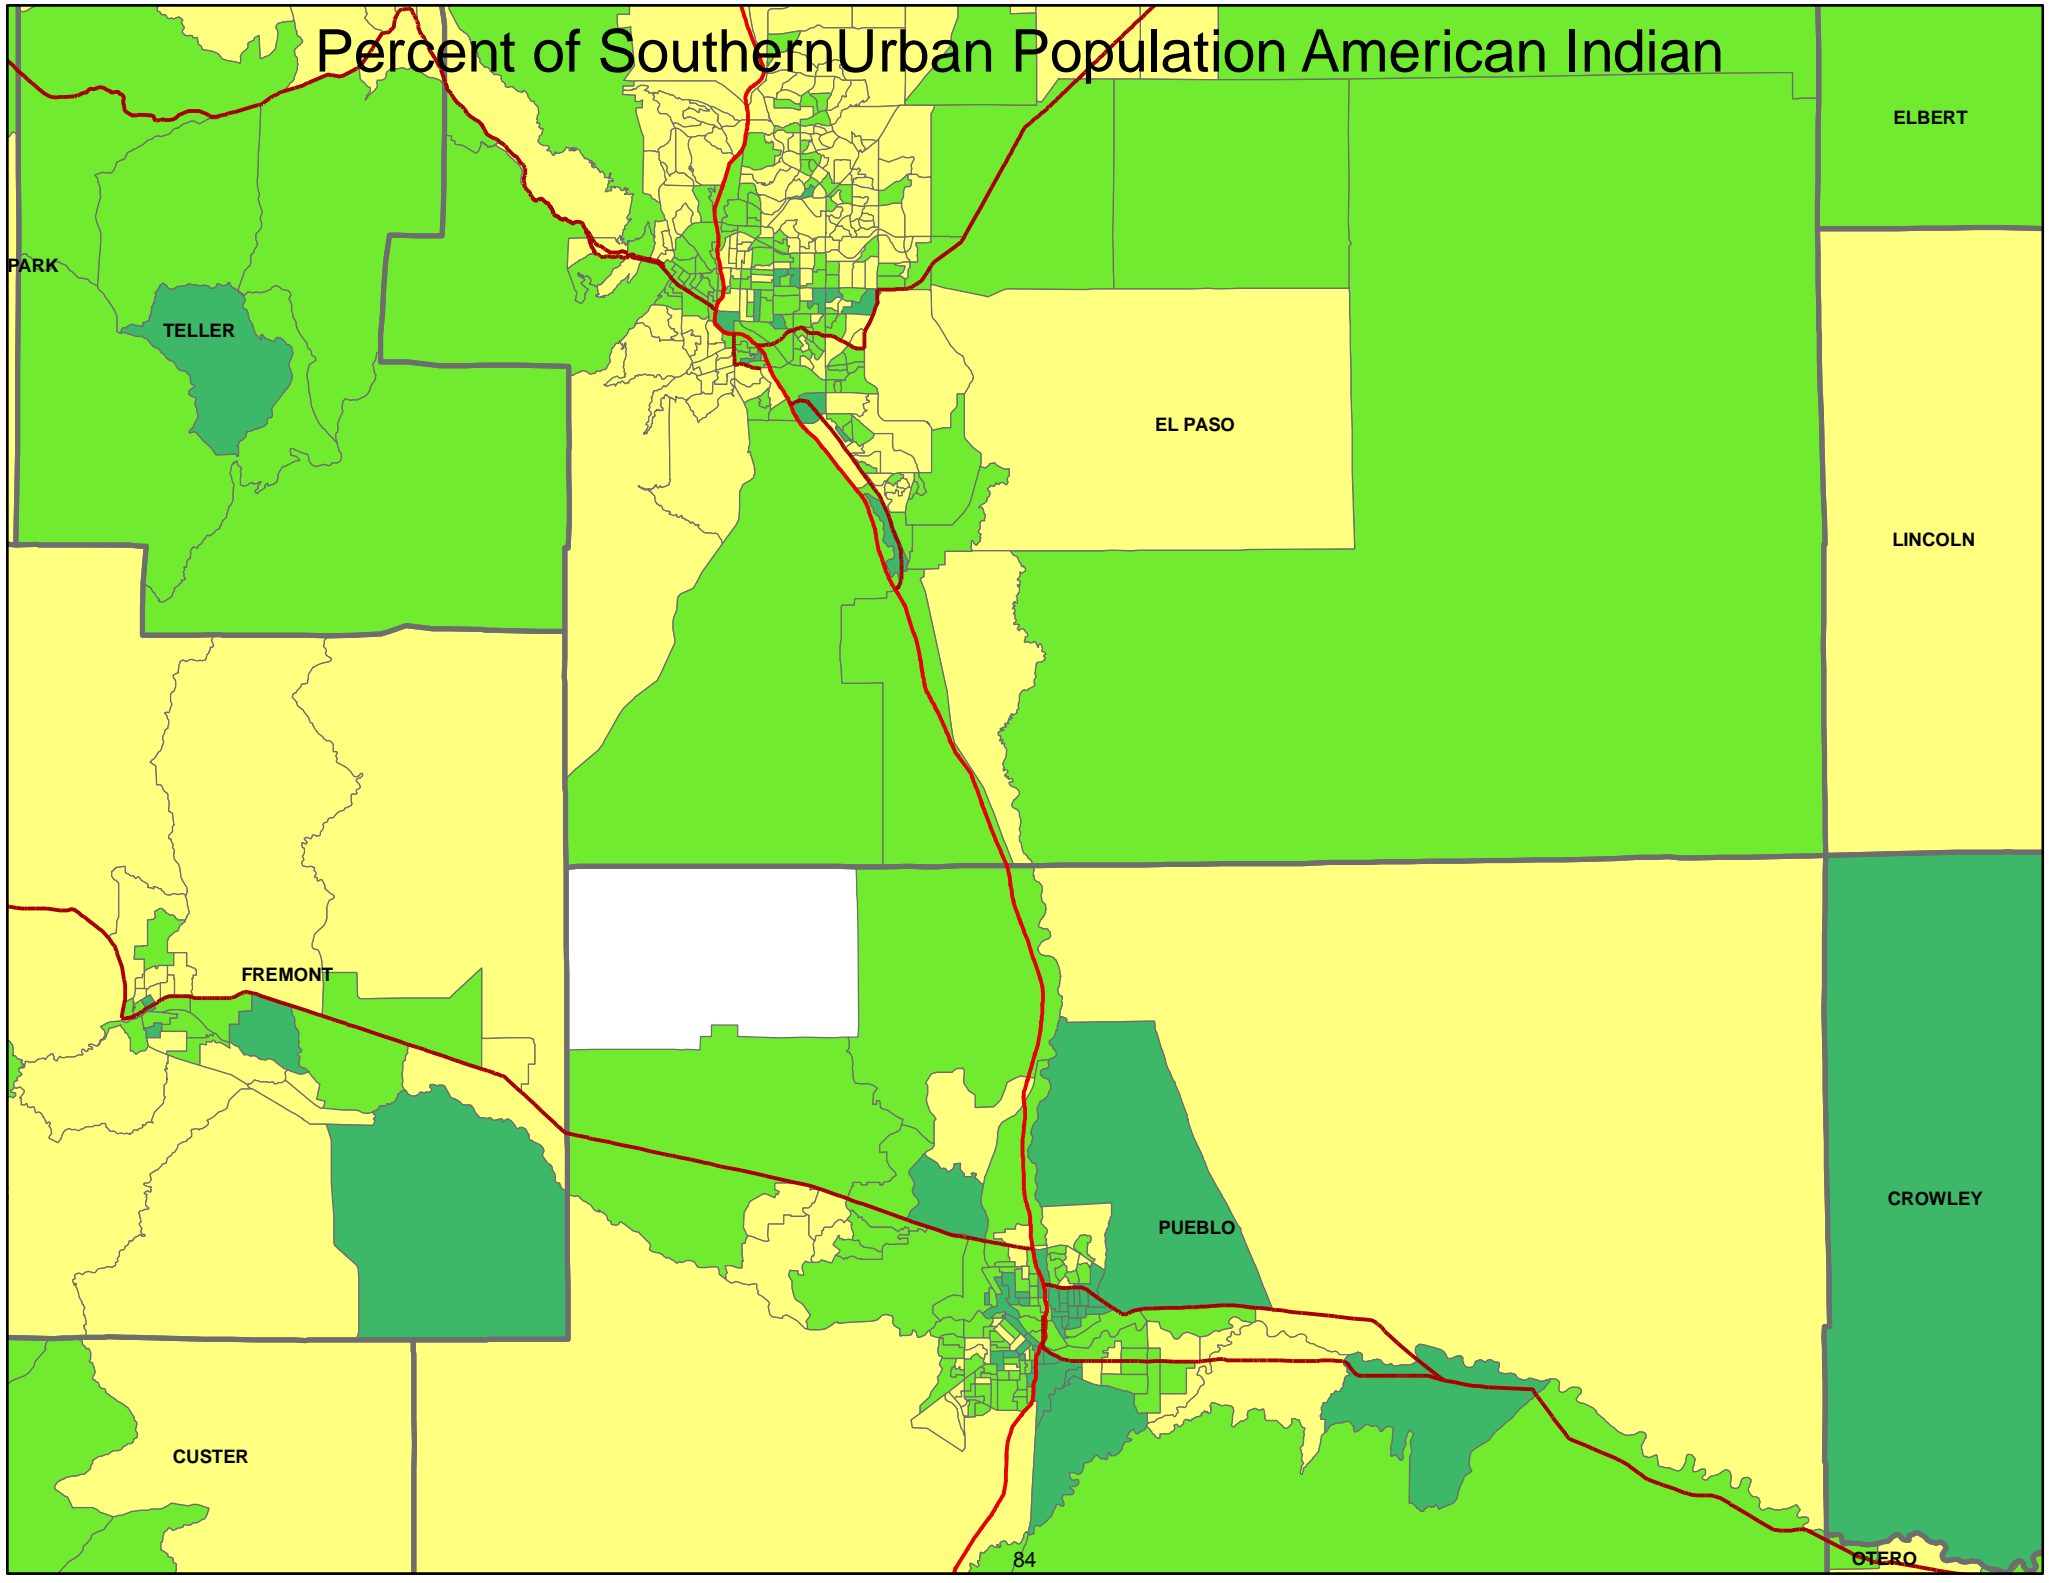 Percent of SouthernUrban Population American Indian
ELBERT
PARK
TELLER
EL PASO
LINCOLN
FREMONT
CROWLEY
PUEBLO
CUSTER
OTERO
84